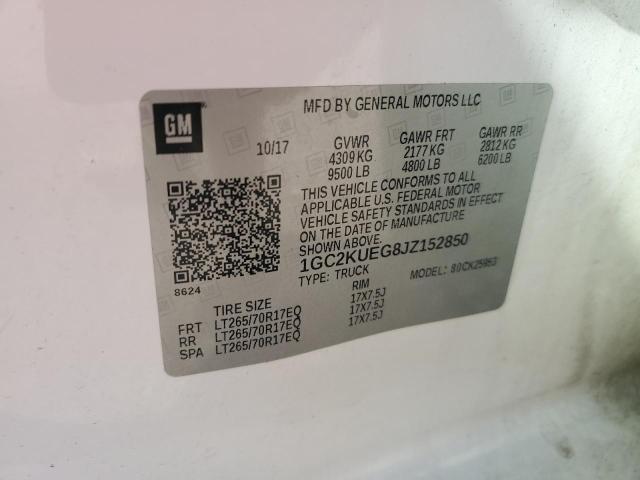 GM
MFD BY GENERAL MOTORS LLC
10/17 GVWR GAWR FRT GAWR RR
4309 KG 2177 KG 2812 KG
9500 LB 4800 LB 6200 LB
THIS VEHICLE CONFORMS TO ALL
APPLICABLE U.S. FEDERAL MOTOR
VEHICLE SAFETY STANDARDS IN EFFECT
ON THE DATE OF MANUFACTURE
SHOWN ABOVE.
1GC2KUEG8JZ152850
8624
TYPE: TRUCK MODEL:
TIRE SIZE RIM
FRT LT265/70R17EQ 17X7.5J
RR LT265/70R17EQ 17X7.5J
SPA LT265/70R17EQ 17X7.5J